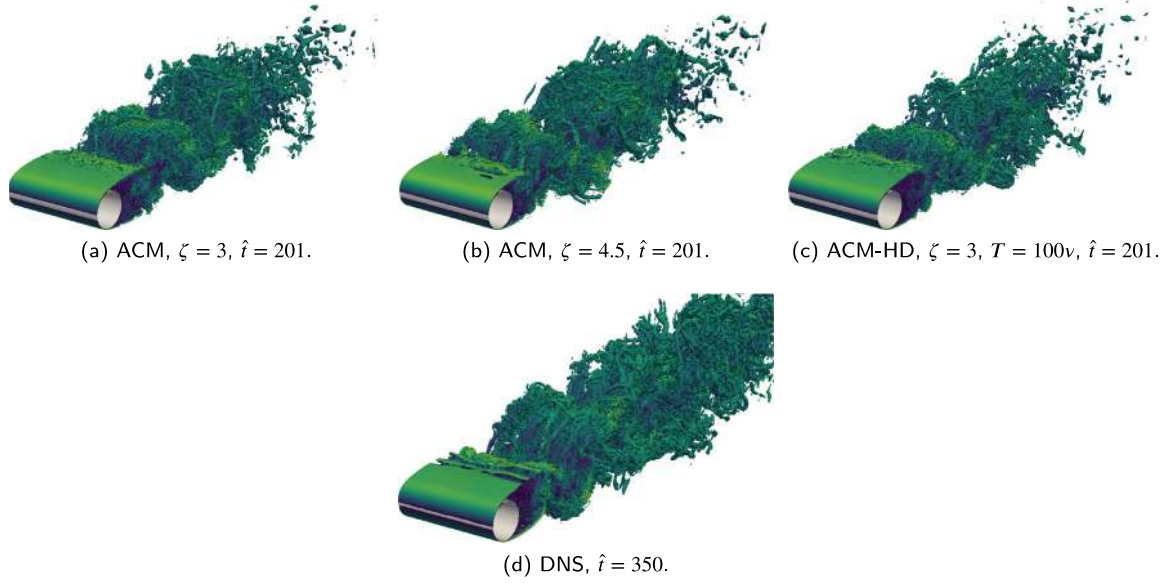 (a) ACM, ζ = 3, t̂ = 201.
(b) ACM, ζ = 4.5, t̂ = 201.
(c) ACM-HD, ζ = 3, T = 100ν, t̂ = 201.
(d) DNS, t̂ = 350.